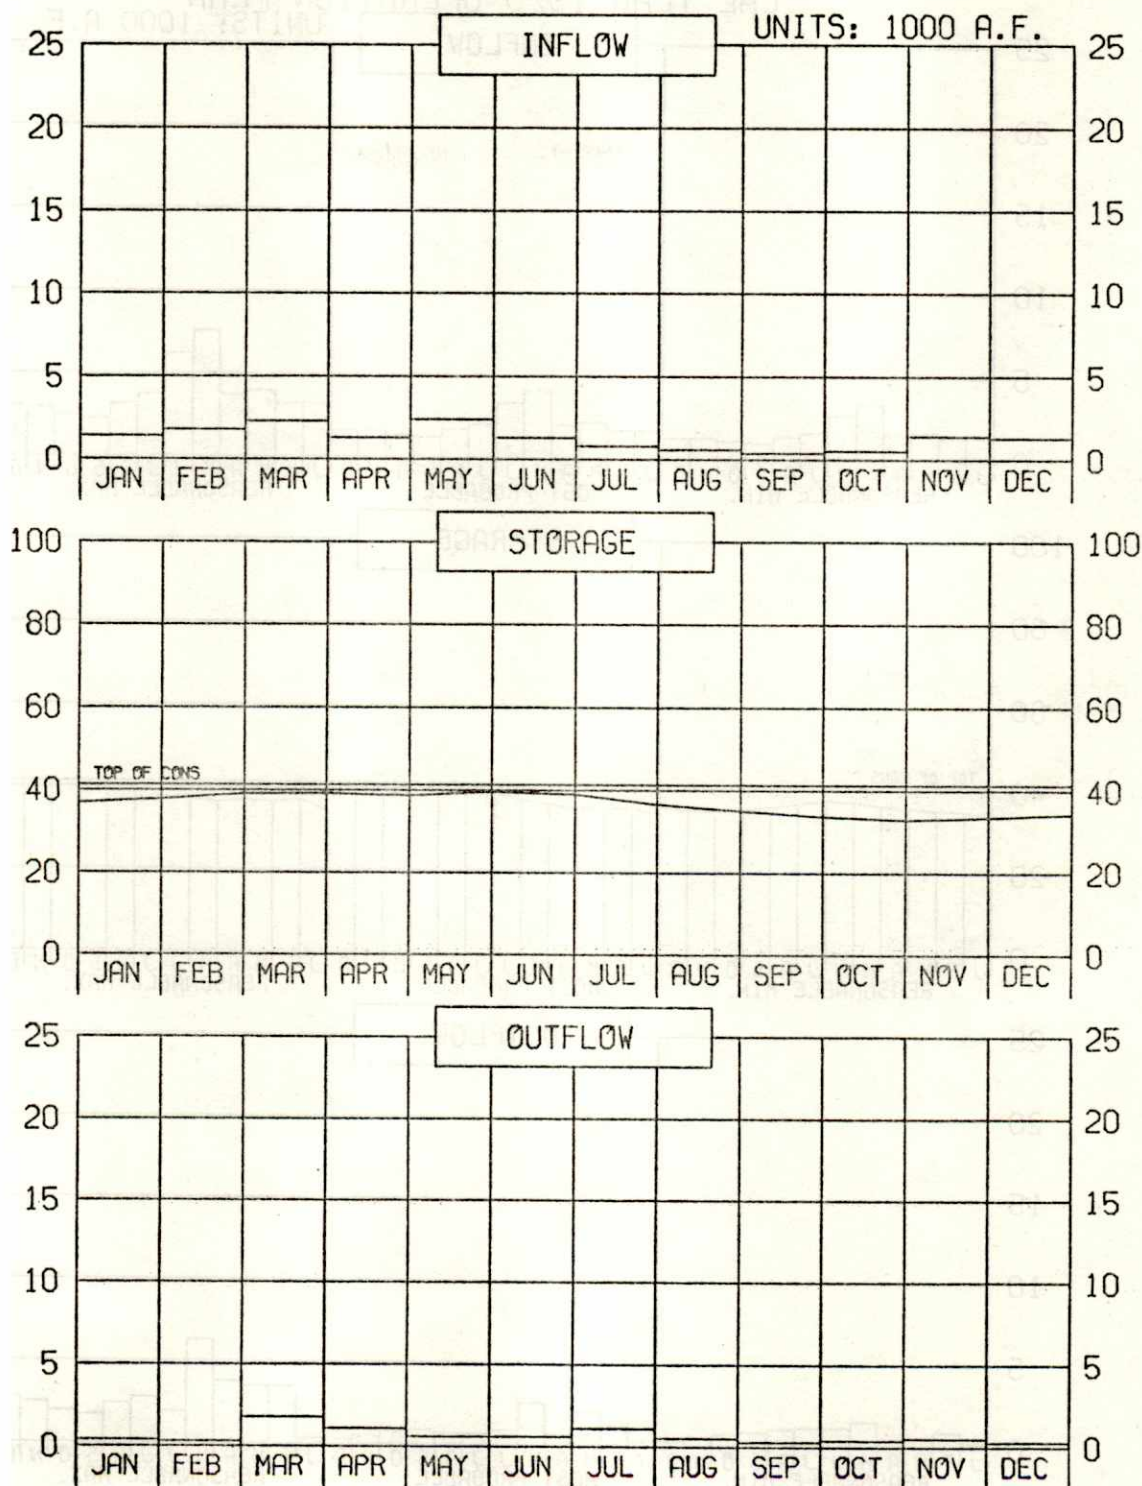 INFLOW
UNITS: 1000 A.F.
25 25
20 20
15 15
10 10
5 5
0 0
JAN FEB MAR APR MAY JUN JUL AUG SEP OCT NOV DEC
STORAGE
100 100
80 80
60 60
TOP OF CONS
40 40
20 20
0 0
JAN FEB MAR APR MAY JUN JUL AUG SEP OCT NOV DEC
OUTFLOW
25 25
20 20
15 15
10 10
5 5
0 0
JAN FEB MAR APR MAY JUN JUL AUG SEP OCT NOV DEC